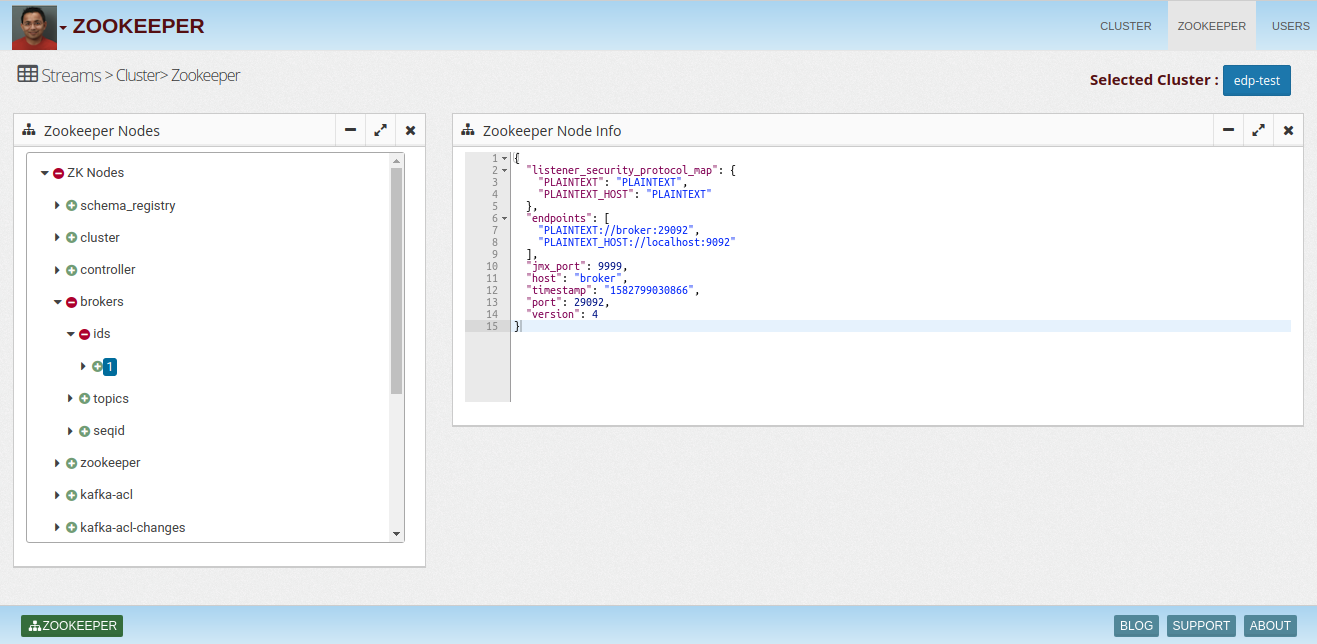 ZOOKEEPER
CLUSTER
ZOOKEEPER
USERS
Streams > Cluster> Zookeeper
Selected Cluster :
edp-test
Zookeeper Nodes
ZK Nodes
schema_registry
cluster
controller
brokers
ids
1
topics
seqid
zookeeper
kafka-acl
kafka-acl-changes
Zookeeper Node Info
1 {
2 "listener_security_protocol_map": {
3 "PLAINTEXT": "PLAINTEXT",
4 "PLAINTEXT_HOST": "PLAINTEXT"
5 },
6 "endpoints": [
7 "PLAINTEXT://broker:29092",
8 "PLAINTEXT_HOST://localhost:9092"
9 ],
10 "jmx_port": 9999,
11 "host": "broker",
12 "timestamp": "1582799030866",
13 "port": 29092,
14 "version": 4
15 }
ZOOKEEPER
BLOG
SUPPORT
ABOUT